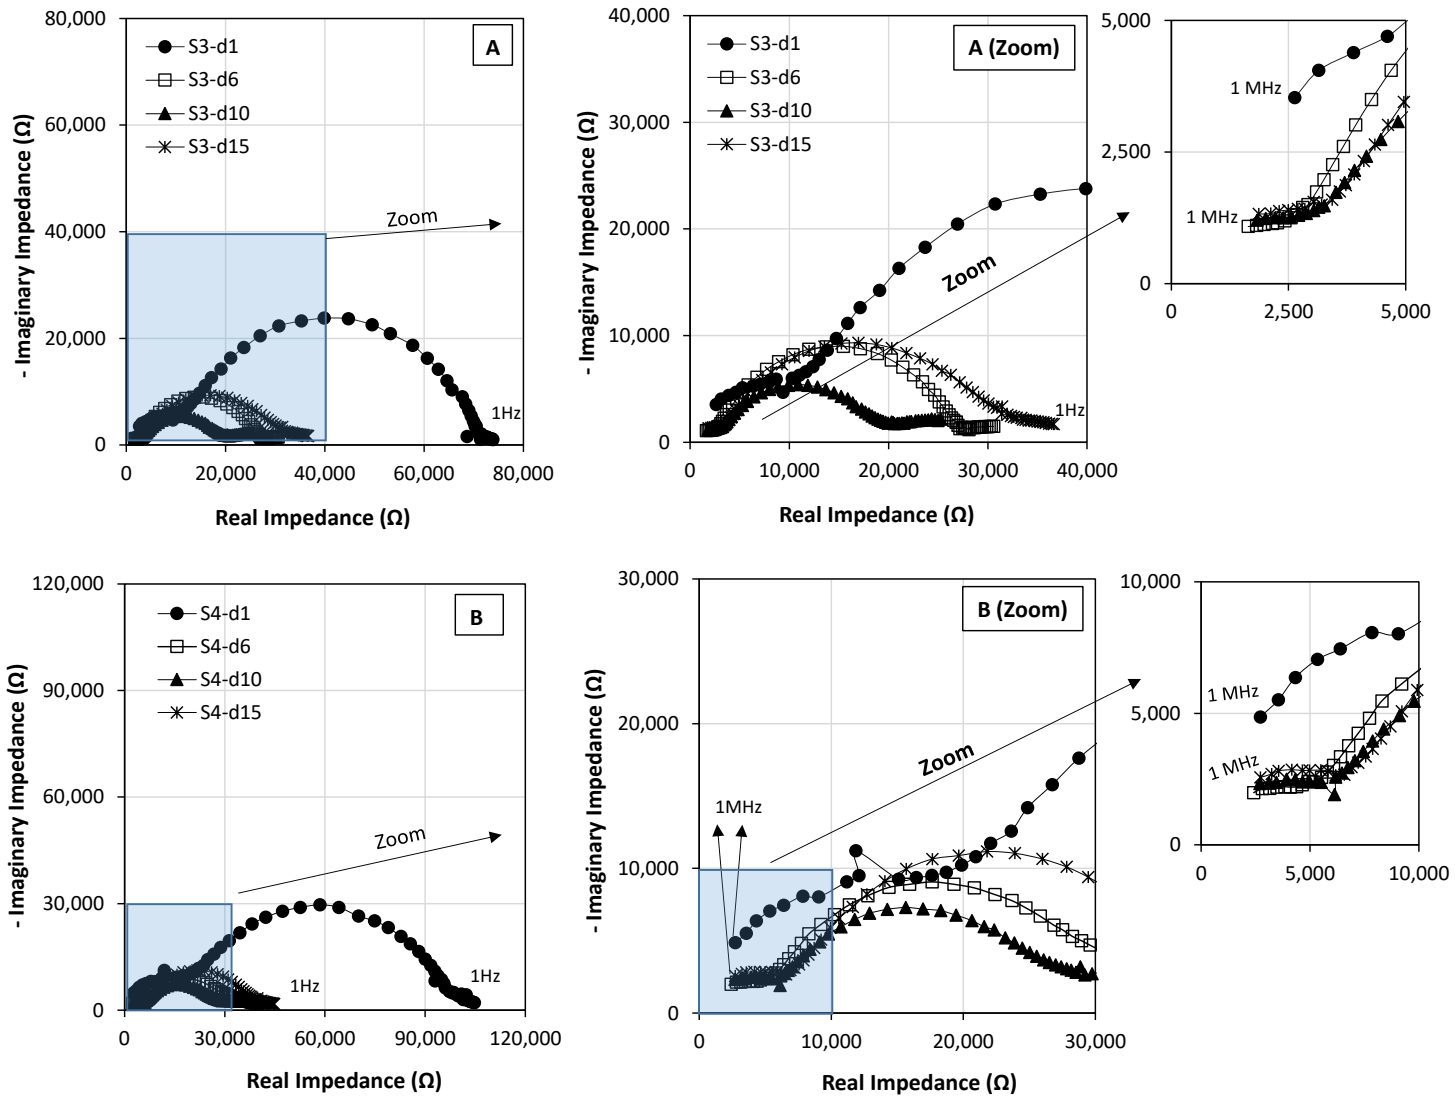 80,000
60,000
40,000
20,000
0
0
20,000
40,000
60,000
80,000
- Imaginary Impedance (Ω)
Real Impedance (Ω)
S3-d1
S3-d6
S3-d10
S3-d15
A
Zoom
1Hz
40,000
30,000
20,000
10,000
0
0
10,000
20,000
30,000
40,000
- Imaginary Impedance (Ω)
Real Impedance (Ω)
S3-d1
S3-d6
S3-d10
S3-d15
A (Zoom)
Zoom
1Hz
5,000
2,500
0
0
2,500
5,000
1 MHz
1 MHz
120,000
90,000
60,000
30,000
0
0
30,000
60,000
90,000
120,000
- Imaginary Impedance (Ω)
Real Impedance (Ω)
S4-d1
S4-d6
S4-d10
S4-d15
B
Zoom
1Hz
1Hz
30,000
20,000
10,000
0
0
10,000
20,000
30,000
- Imaginary Impedance (Ω)
Real Impedance (Ω)
B (Zoom)
Zoom
1MHz
10,000
5,000
0
0
5,000
10,000
1 MHz
1 MHz